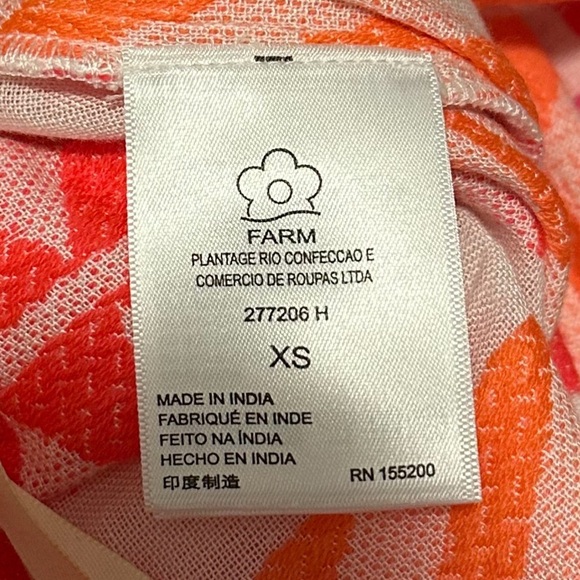 FARM
PLANTAGE RIO CONFECCAO E
COMERCIO DE ROUPAS LTDA
277206 H
XS
MADE IN INDIA
FABRIQUÉ EN INDE
FEITO NA ÍNDIA
HECHO EN INDIA
印度制造
RN 155200